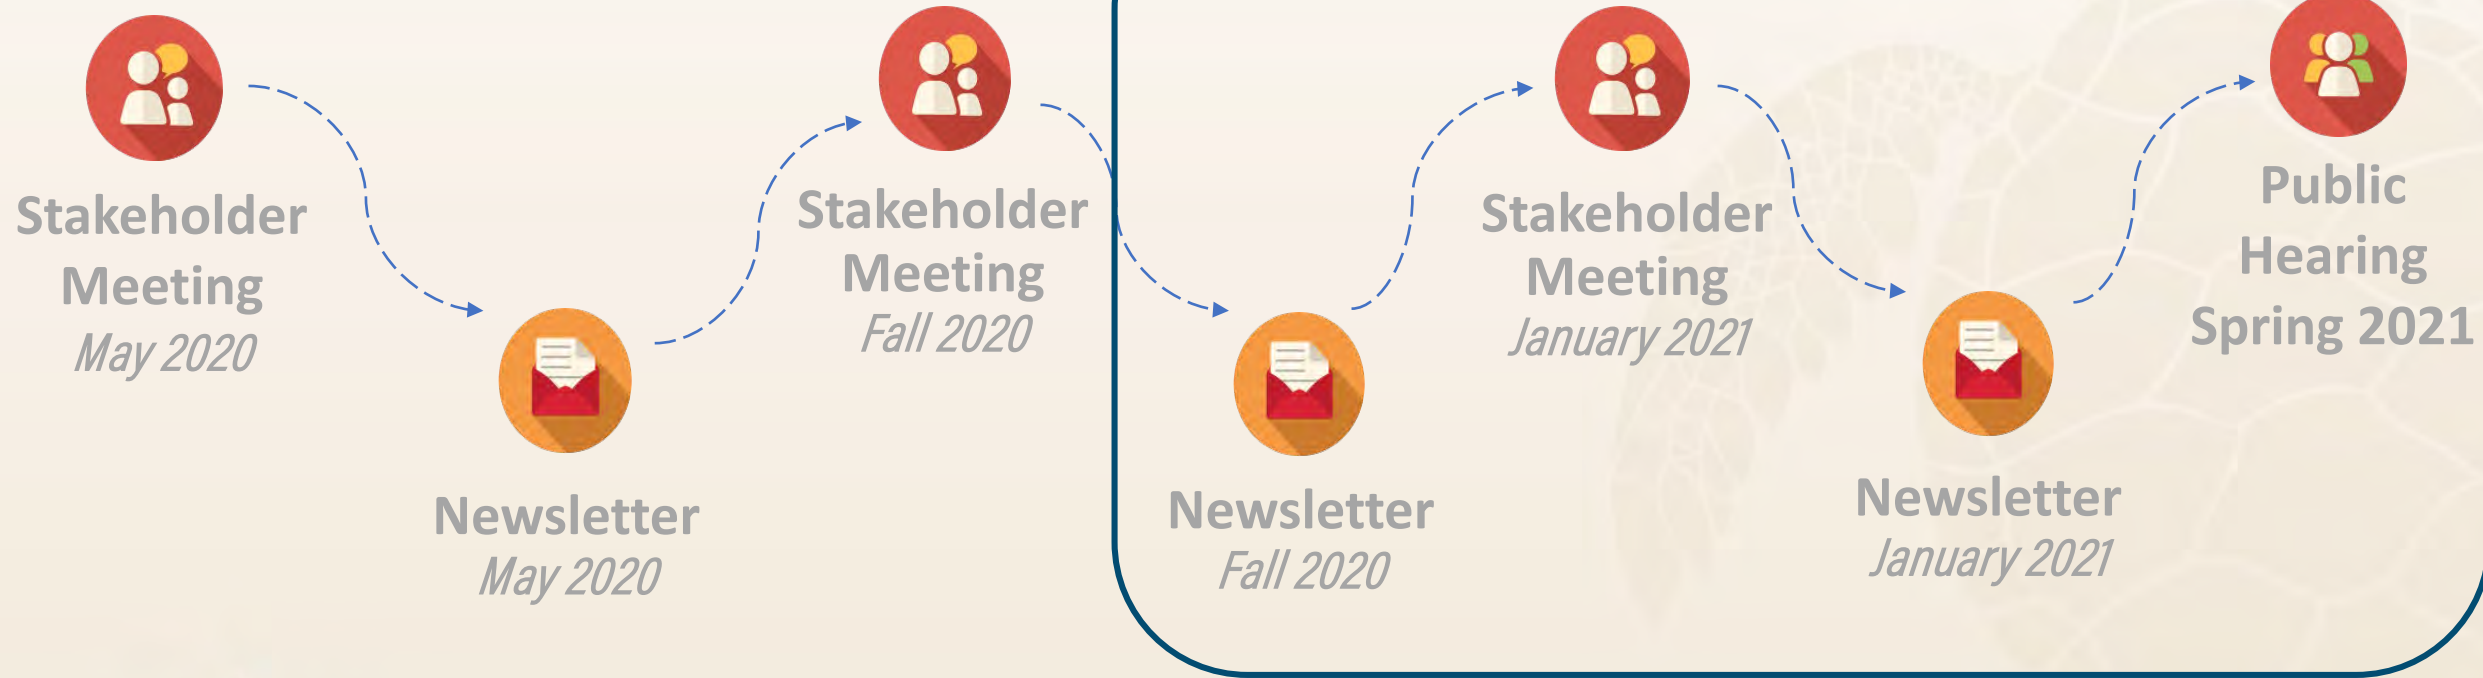 Stakeholder
Meeting
May 2020
Newsletter
May 2020
Stakeholder
Meeting
Fall 2020
Newsletter
Fall 2020
Stakeholder
Meeting
January 2021
Newsletter
January 2021
Public
Hearing
Spring 2021